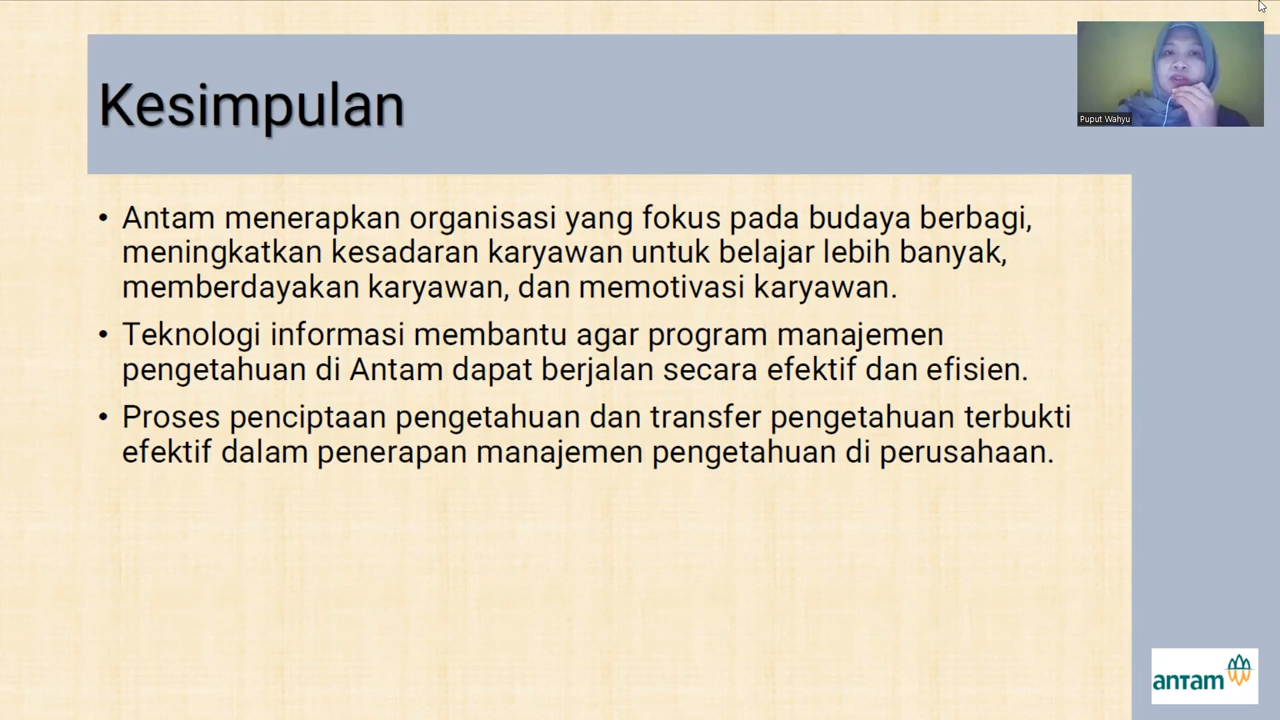 Kesimpulan
Puput Wahyu
• Antam menerapkan organisasi yang fokus pada budaya berbagi,
meningkatkan kesadaran karyawan untuk belajar lebih banyak,
memberdayakan karyawan, dan memotivasi karyawan.
• Teknologi informasi membantu agar program manajemen
pengetahuan di Antam dapat berjalan secara efektif dan efisien.
• Proses penciptaan pengetahuan dan transfer pengetahuan terbukti
efektif dalam penerapan manajemen pengetahuan di perusahaan.
antam